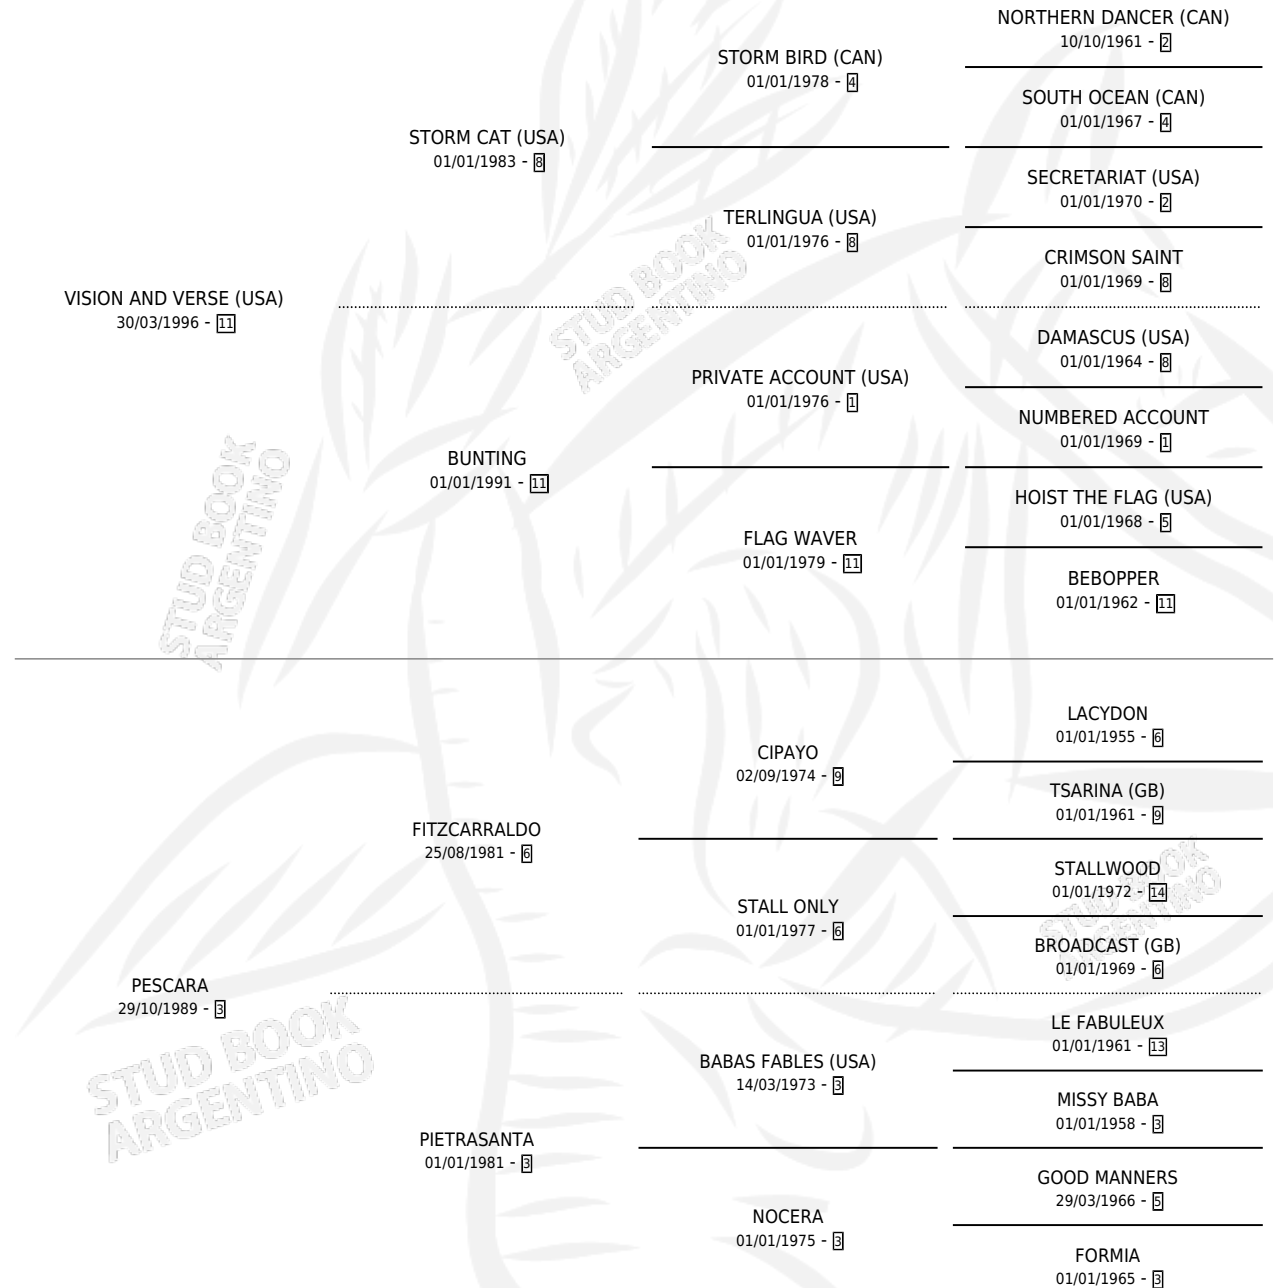 NORTHERN DANCER (CAN)
10/10/1961 - 2
STORM BIRD (CAN)
01/01/1978 - 4
SOUTH OCEAN (CAN)
01/01/1967 - 4
STORM CAT (USA)
01/01/1983 - 8
SECRETARIAT (USA)
01/01/1970 - 2
TERLINGUA (USA)
01/01/1976 - 8
CRIMSON SAINT
01/01/1969 - 8
VISION AND VERSE (USA)
30/03/1996 - 11
DAMASCUS (USA)
01/01/1964 - 8
PRIVATE ACCOUNT (USA)
01/01/1976 - 1
NUMBERED ACCOUNT
01/01/1969 - 1
BUNTING
01/01/1991 - 11
HOIST THE FLAG (USA)
01/01/1968 - 5
FLAG WAVER
01/01/1979 - 11
BEBOPPER
01/01/1962 - 11
LACYDON
01/01/1955 - 6
CIPAYO
02/09/1974 - 9
TSARINA (GB)
01/01/1961 - 9
FITZCARRALDO
25/08/1981 - 6
STALLWOOD
01/01/1972 - 14
STALL ONLY
01/01/1977 - 6
BROADCAST (GB)
01/01/1969 - 6
PESCARA
29/10/1989 - 3
LE FABULEUX
01/01/1961 - 13
BABAS FABLES (USA)
14/03/1973 - 3
MISSY BABA
01/01/1958 - 3
PIETRASANTA
01/01/1981 - 3
GOOD MANNERS
29/03/1966 - 5
NOCERA
01/01/1975 - 3
FORMIA
01/01/1965 - 3
STUD BOOK
ARGENTINO
STUD BOOK
ARGENTINO
STUD BOOK
ARGENTINO
STUD BOOK
ARGENTINO